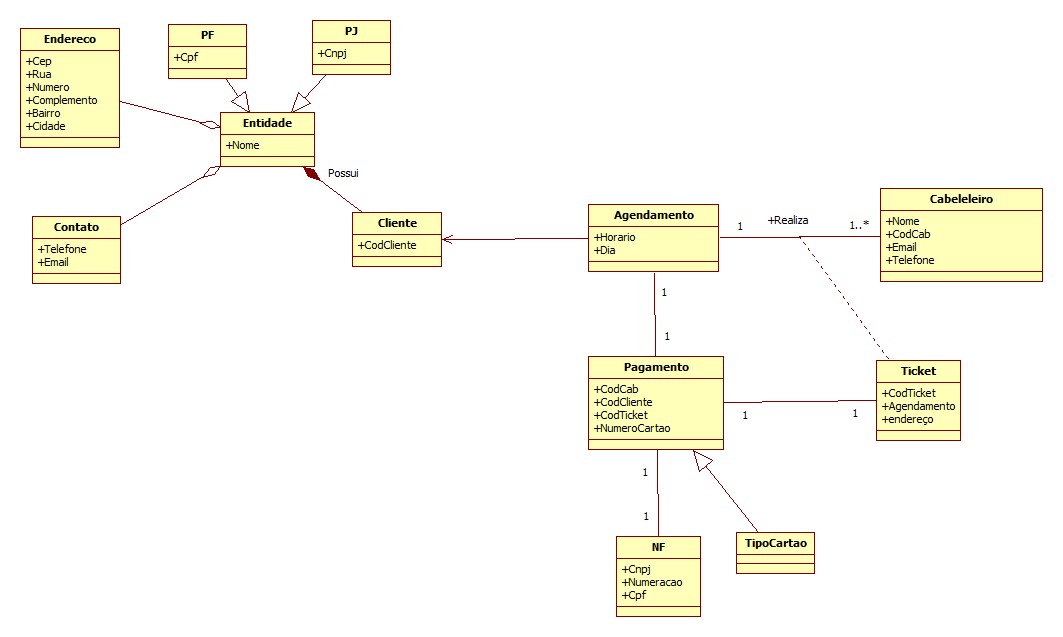 Endereco
+Cep
+Rua
+Numero
+Complemento
+Bairro
+Cidade
PF
+Cpf
PJ
+Cnpj
Entidade
+Nome
Possui
Contato
+Telefone
+Email
Cliente
+CodCliente
Agendamento
+Horario
+Dia
1
+Realiza
1..*
Cabeleleiro
+Nome
+CodCab
+Email
+Telefone
1
1
Pagamento
+CodCab
+CodCliente
+CodTicket
+NumeroCartao
1
1
Ticket
+CodTicket
+Agendamento
+endereço
1
1
NF
+Cnpj
+Numeracao
+Cpf
TipoCartao